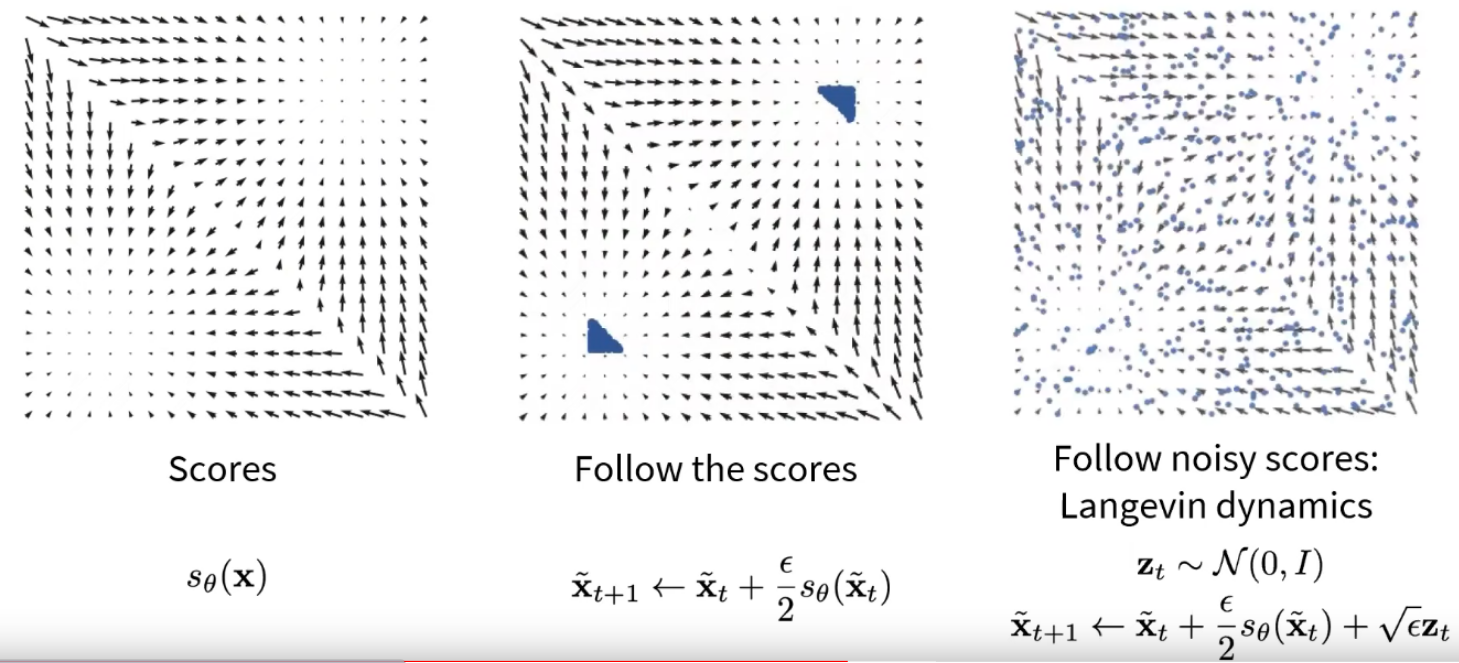 Scores
s_θ(x)
Follow the scores
x̃_{t+1} ← x̃_t + ϵ/2 s_θ(x̃_t)
Follow noisy scores:
Langevin dynamics
z_t ∼ 𝒩(0, I)
x̃_{t+1} ← x̃_t + ϵ/2 s_θ(x̃_t) + √ϵ z_t